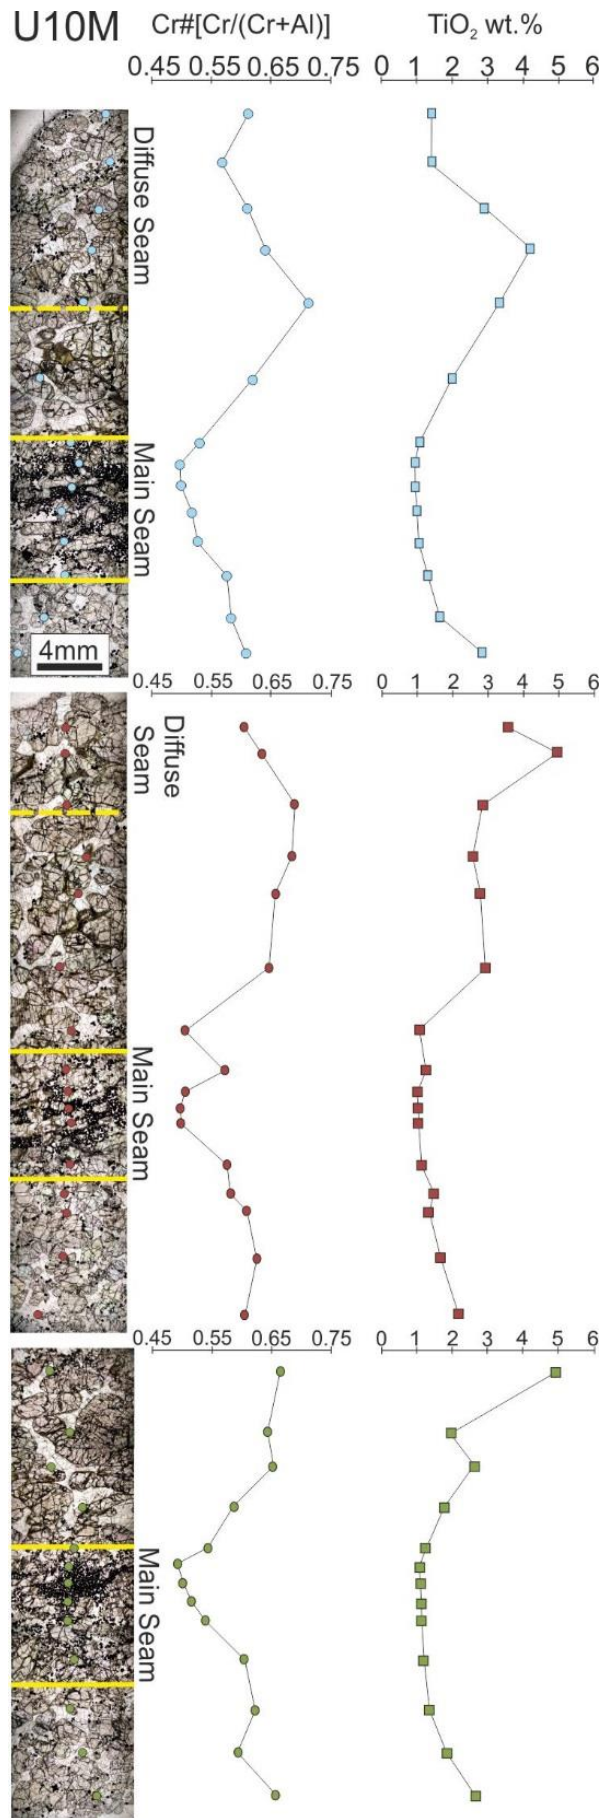 U10M
Cr#[Cr/(Cr+Al)]
TiO₂ wt.%
0.45 0.55 0.65 0.75
0 1 2 3 4 5 6
Diffuse Seam
Main Seam
4mm
0.45 0.55 0.65 0.75
0 1 2 3 4 5 6
Diffuse
Seam
Main Seam
0.45 0.55 0.65 0.75
0 1 2 3 4 5 6
Main Seam